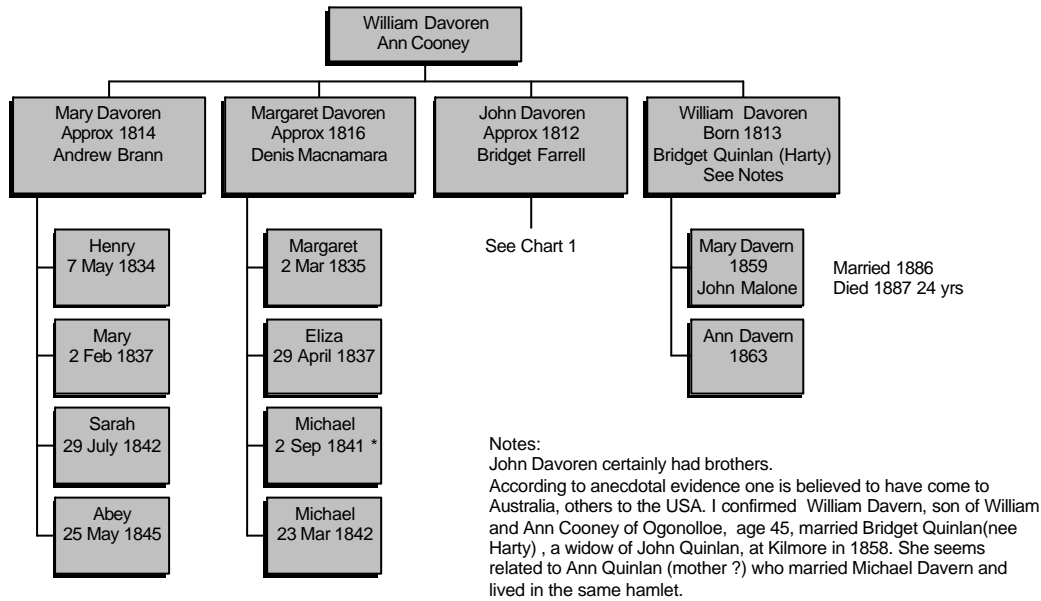 William Davoren
Ann Cooney
Mary Davoren
Approx 1814
Andrew Brann
Margaret Davoren
Approx 1816
Denis Macnamara
John Davoren
Approx 1812
Bridget Farrell
William Davoren
Born 1813
Bridget Quinlan (Harty)
See Notes
Henry
7 May 1834
Mary
2 Feb 1837
Sarah
29 July 1842
Abey
25 May 1845
Margaret
2 Mar 1835
Eliza
29 April 1837
Michael
2 Sep 1841 *
Michael
23 Mar 1842
See Chart 1
Mary Davern
1859
John Malone
Married 1886
Died 1887 24 yrs
Ann Davern
1863
Notes:
John Davoren certainly had brothers.
According to anecdotal evidence one is believed to have come to
Australia, others to the USA. I confirmed William Davern, son of William
and Ann Cooney of Ogonolloe, age 45, married Bridget Quinlan(nee
Harty) , a widow of John Quinlan, at Kilmore in 1858. She seems
related to Ann Quinlan (mother ?) who married Michael Davern and
lived in the same hamlet.